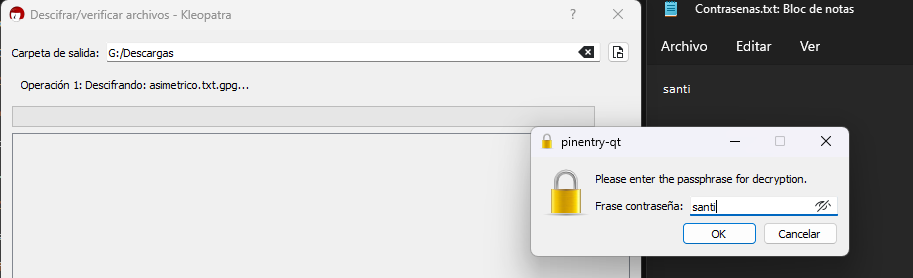 Descifrar/verificar archivos - Kleopatra
Carpeta de salida: G:/Descargas
Operación 1: Descifrando: asimetrico.txt.gpg...
Contrasenas.txt: Bloc de notas
Archivo Editar Ver
santi
pinentry-qt
Please enter the passphrase for decryption.
Frase contraseña: santi
OK Cancelar